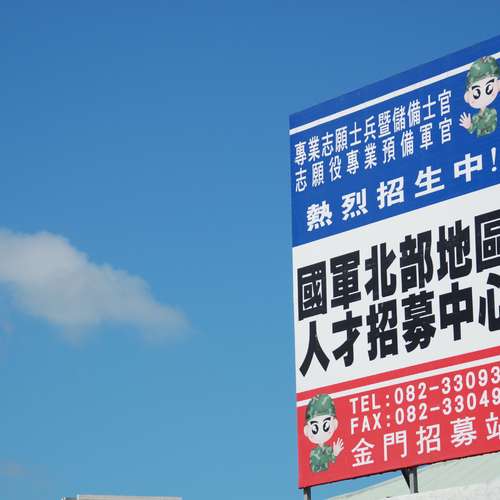 專業志願士兵暨儲備士官
志願役專業預備軍官
熱烈招生中!
國軍北部地區
人才招募中心
TEL:082-33093
FAX:082-33049
金門招募站